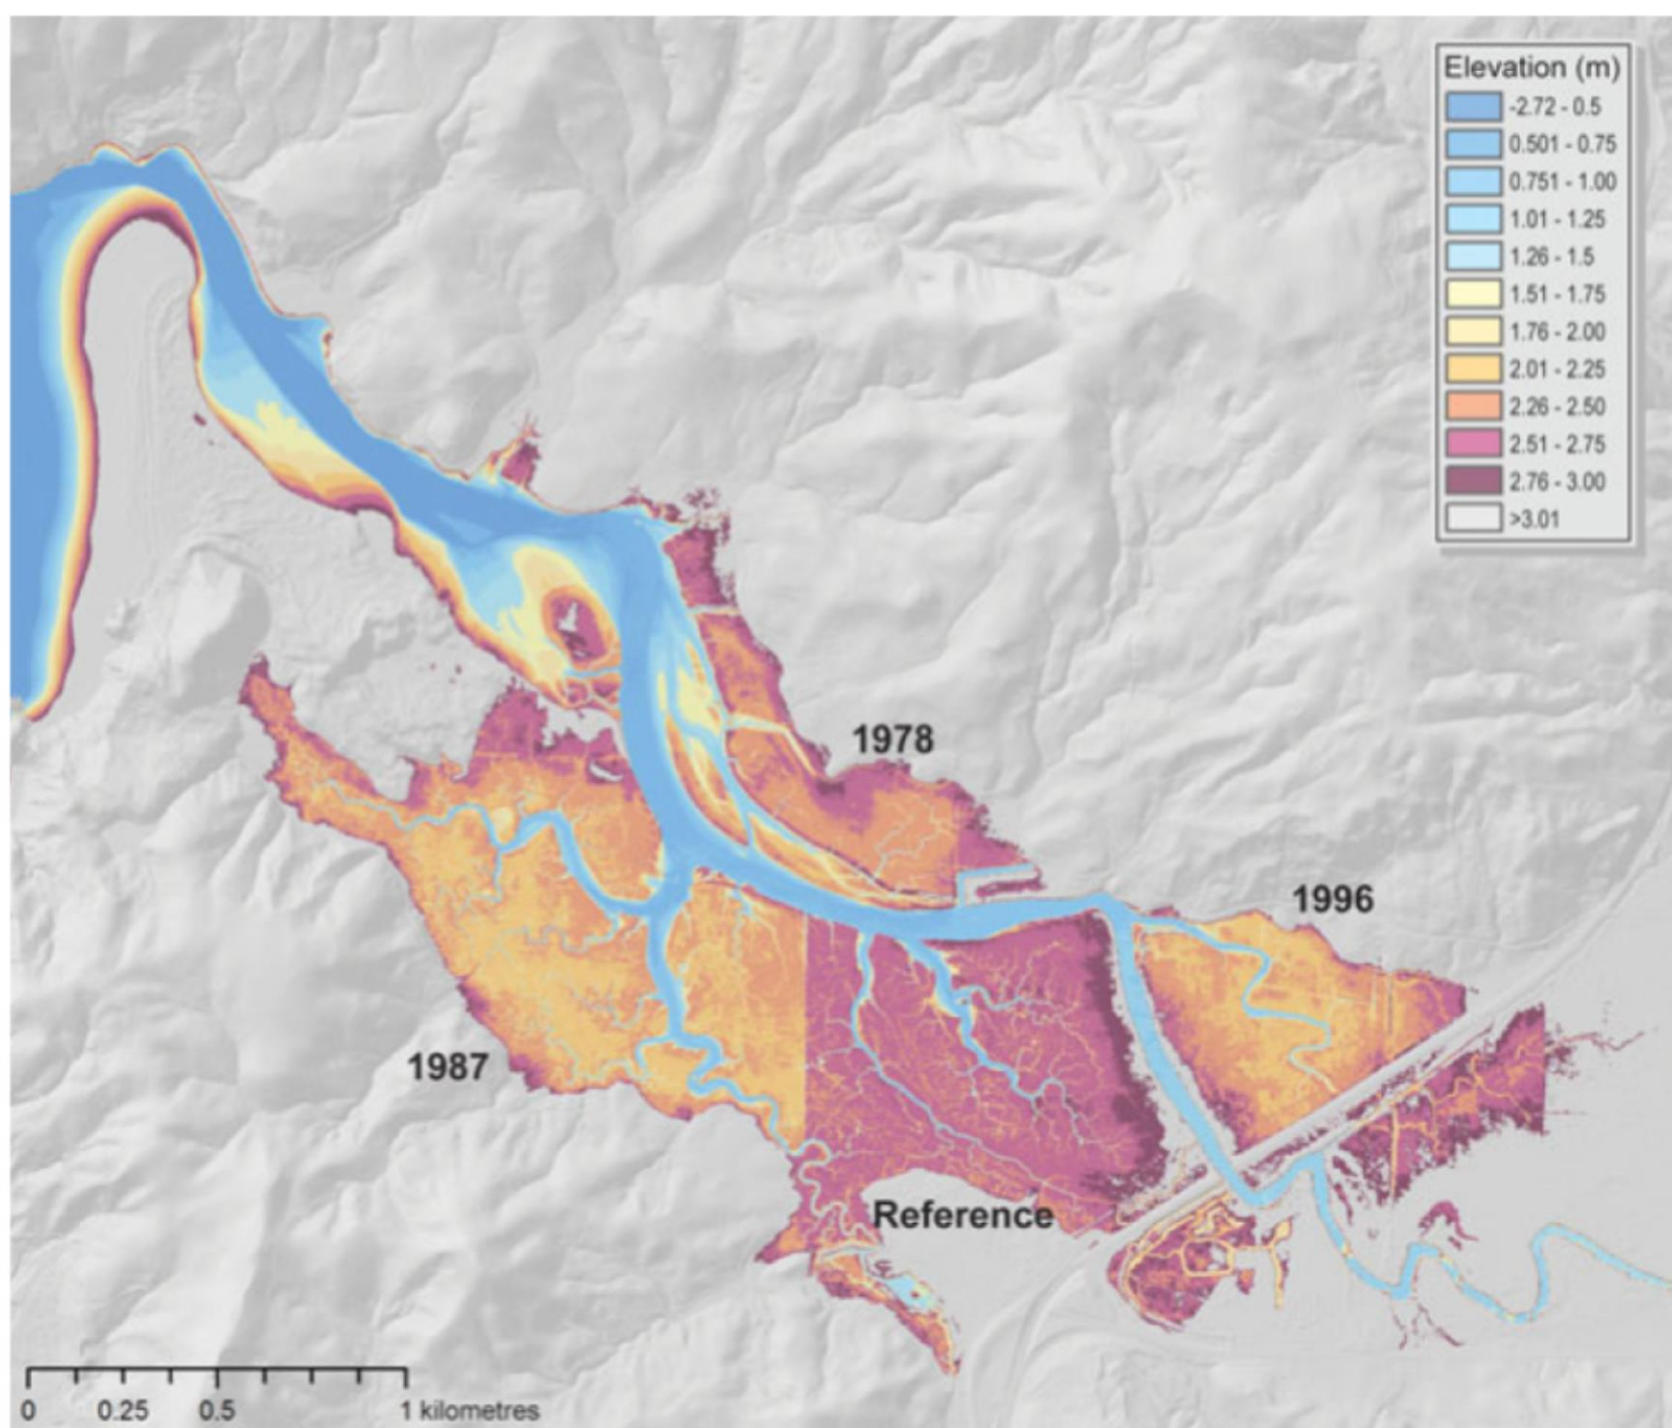 Elevation (m)
-2.72 - 0.5
0.501 - 0.75
0.751 - 1.00
1.01 - 1.25
1.26 - 1.5
1.51 - 1.75
1.76 - 2.00
2.01 - 2.25
2.26 - 2.50
2.51 - 2.75
2.76 - 3.00
>3.01
1978
1996
1987
Reference
0 0.25 0.5 1 kilometres